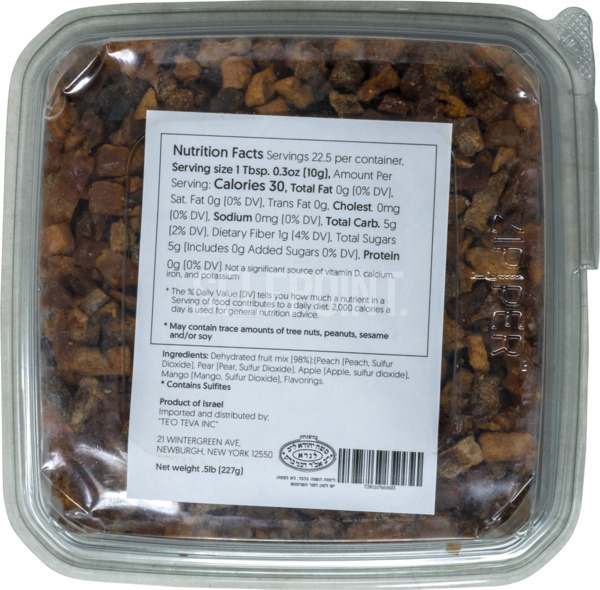 Nutrition Facts Servings 22.5 per container,
Serving size 1 Tbsp. 0.3oz (10g), Amount Per
Serving: Calories 30, Total Fat 0g (0% DV),
Sat. Fat 0g (0% DV), Trans Fat 0g, Cholest. 0mg
(0% DV), Sodium 0mg (0% DV), Total Carb. 5g
(2% DV), Dietary Fiber 1g (4% DV), Total Sugars
5g (Includes 0g Added Sugars 0% DV), Protein
0g (0% DV) Not a significant source of vitamin D, calcium,
iron, and potassium
* The % Daily Value (DV) tells you how much a nutrient in a
Serving of food contributes to a daily diet. 2,000 calories a
day is used for general nutrition advice.
* May contain trace amounts of tree nuts, peanuts, sesame
and/or soy
Ingredients: Dehydrated fruit mix (98%):(Peach (Peach, Sulfur
Dioxide), Pear (Pear, Sulfur Dioxide), Apple (Apple, sulfur dioxide),
Mango (Mango, Sulfur Dioxide), Flavorings.
* Contains Sulfites
Product of Israel
Imported and distributed by:
"TE'O TEVA INC"
21 WINTERGREEN AVE,
NEWBURGH, NEW YORK 12550
Net weight .5lb (227g)
בהשגחת
POINT.
ZIPPER